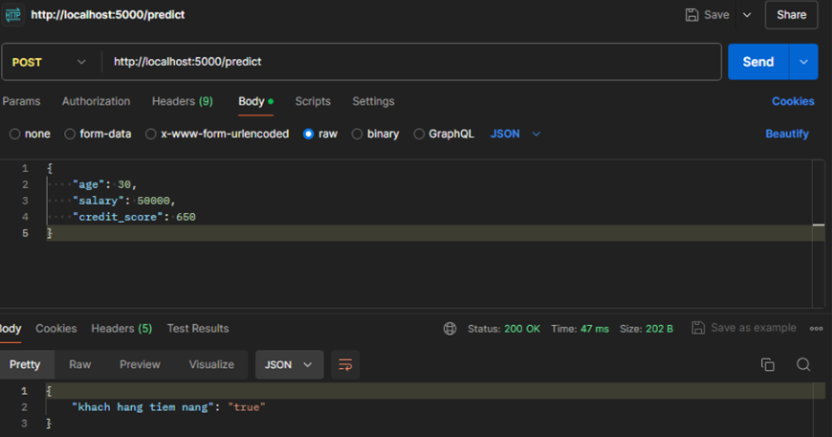 HTTP http://localhost:5000/predict Save Share
POST http://localhost:5000/predict Send
Params Authorization Headers (9) Body Scripts Settings Cookies
none form-data x-www-form-urlencoded raw binary GraphQL JSON Beautify
1 {
2 "age": 30,
3 "salary": 50000,
4 "credit_score": 650
5 }
Body Cookies Headers (5) Test Results Status: 200 OK Time: 47 ms Size: 202 B Save as example
Pretty Raw Preview Visualize JSON
1 {
2 "khach hang tiem nang": "true"
3 }